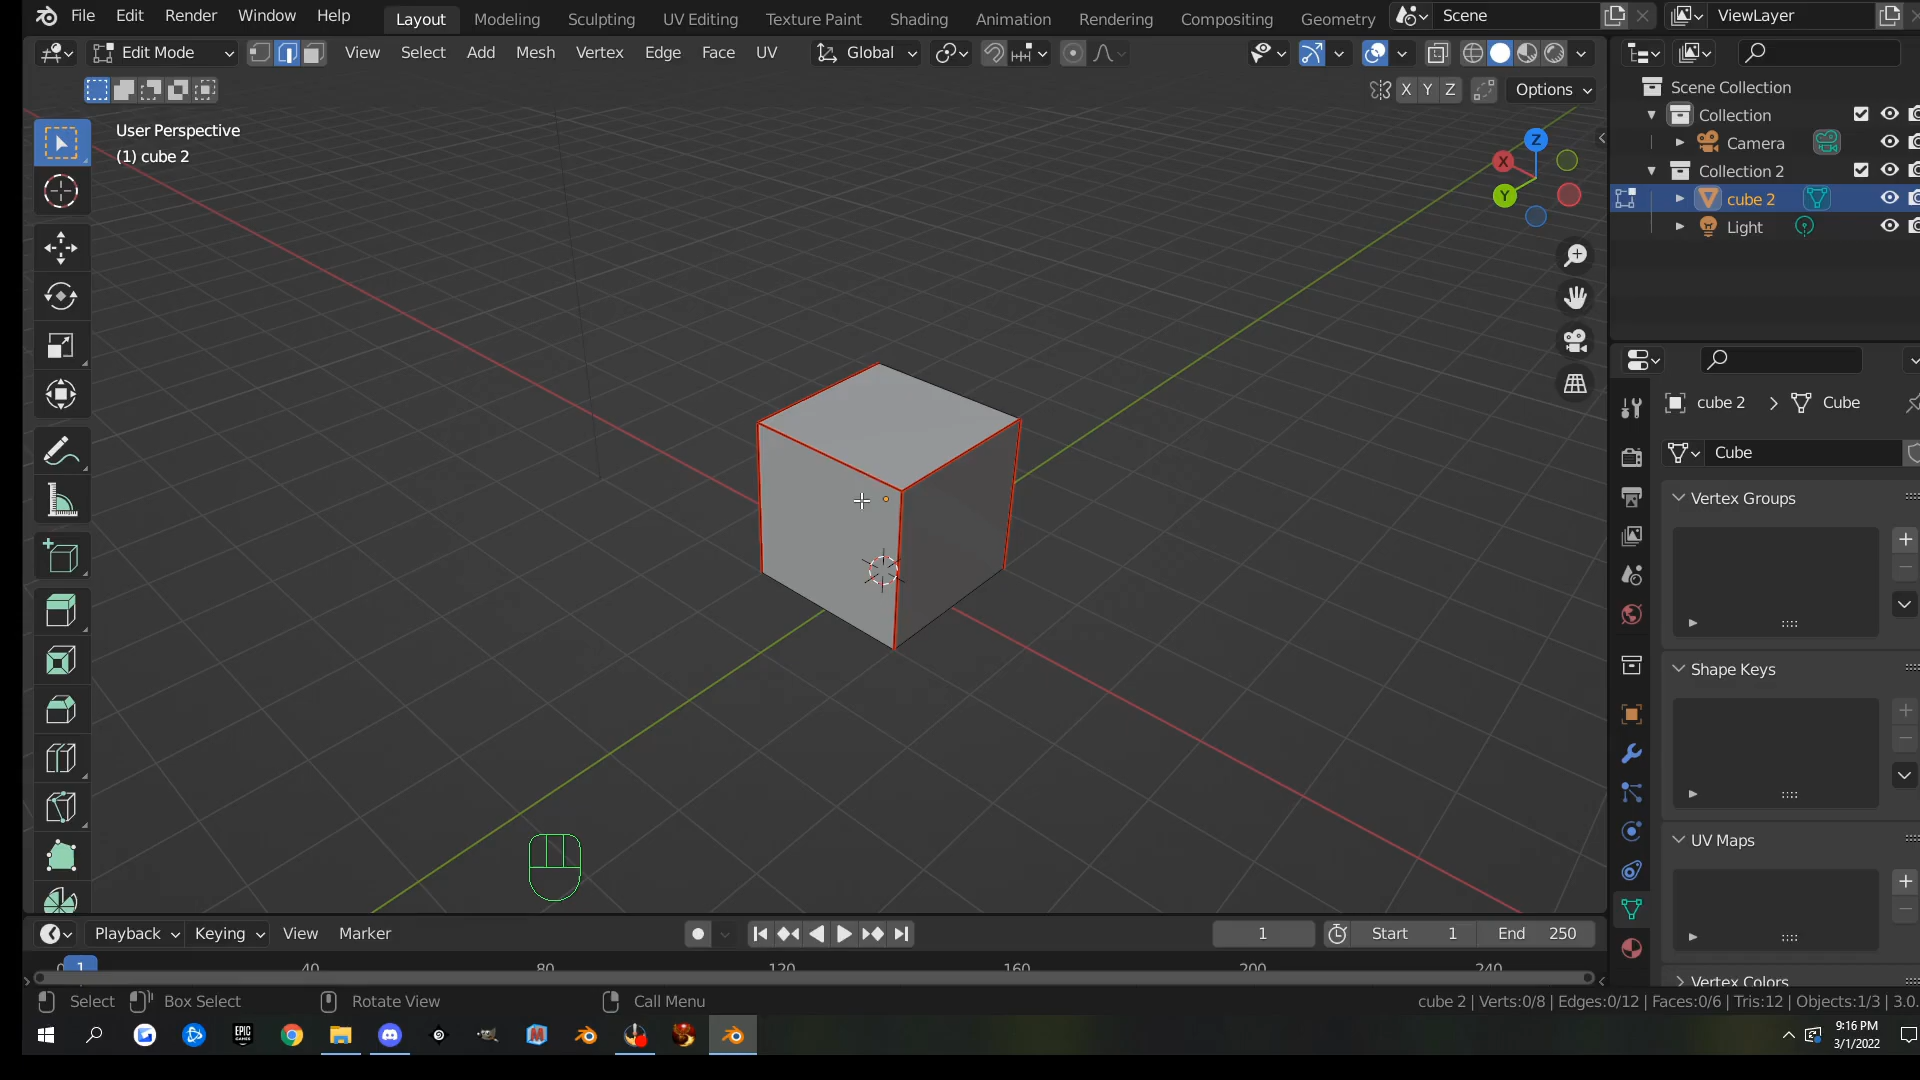 File Edit Render Window Help Layout Modeling Sculpting UV Editing Texture Paint Shading Animation Rendering Compositing Geometry Scene ViewLayer
Edit Mode View Select Add Mesh Vertex Edge Face UV Global
X Y Z Options
User Perspective
(1) cube 2
Z
X
Y
Scene Collection
Collection
Camera
Collection 2
cube 2
Light
cube 2 > Cube
Cube
Vertex Groups
Shape Keys
UV Maps
Vertex Colors
Playback Keying View Marker 1 Start 1 End 250
0 1 40 80 120 160 200 240
Select Box Select Rotate View Call Menu cube 2 | Verts:0/8 | Edges:0/12 | Faces:0/6 | Tris:12 | Objects:1/3 | 3.0.
EPIC GAMES
9:16 PM
3/1/2022